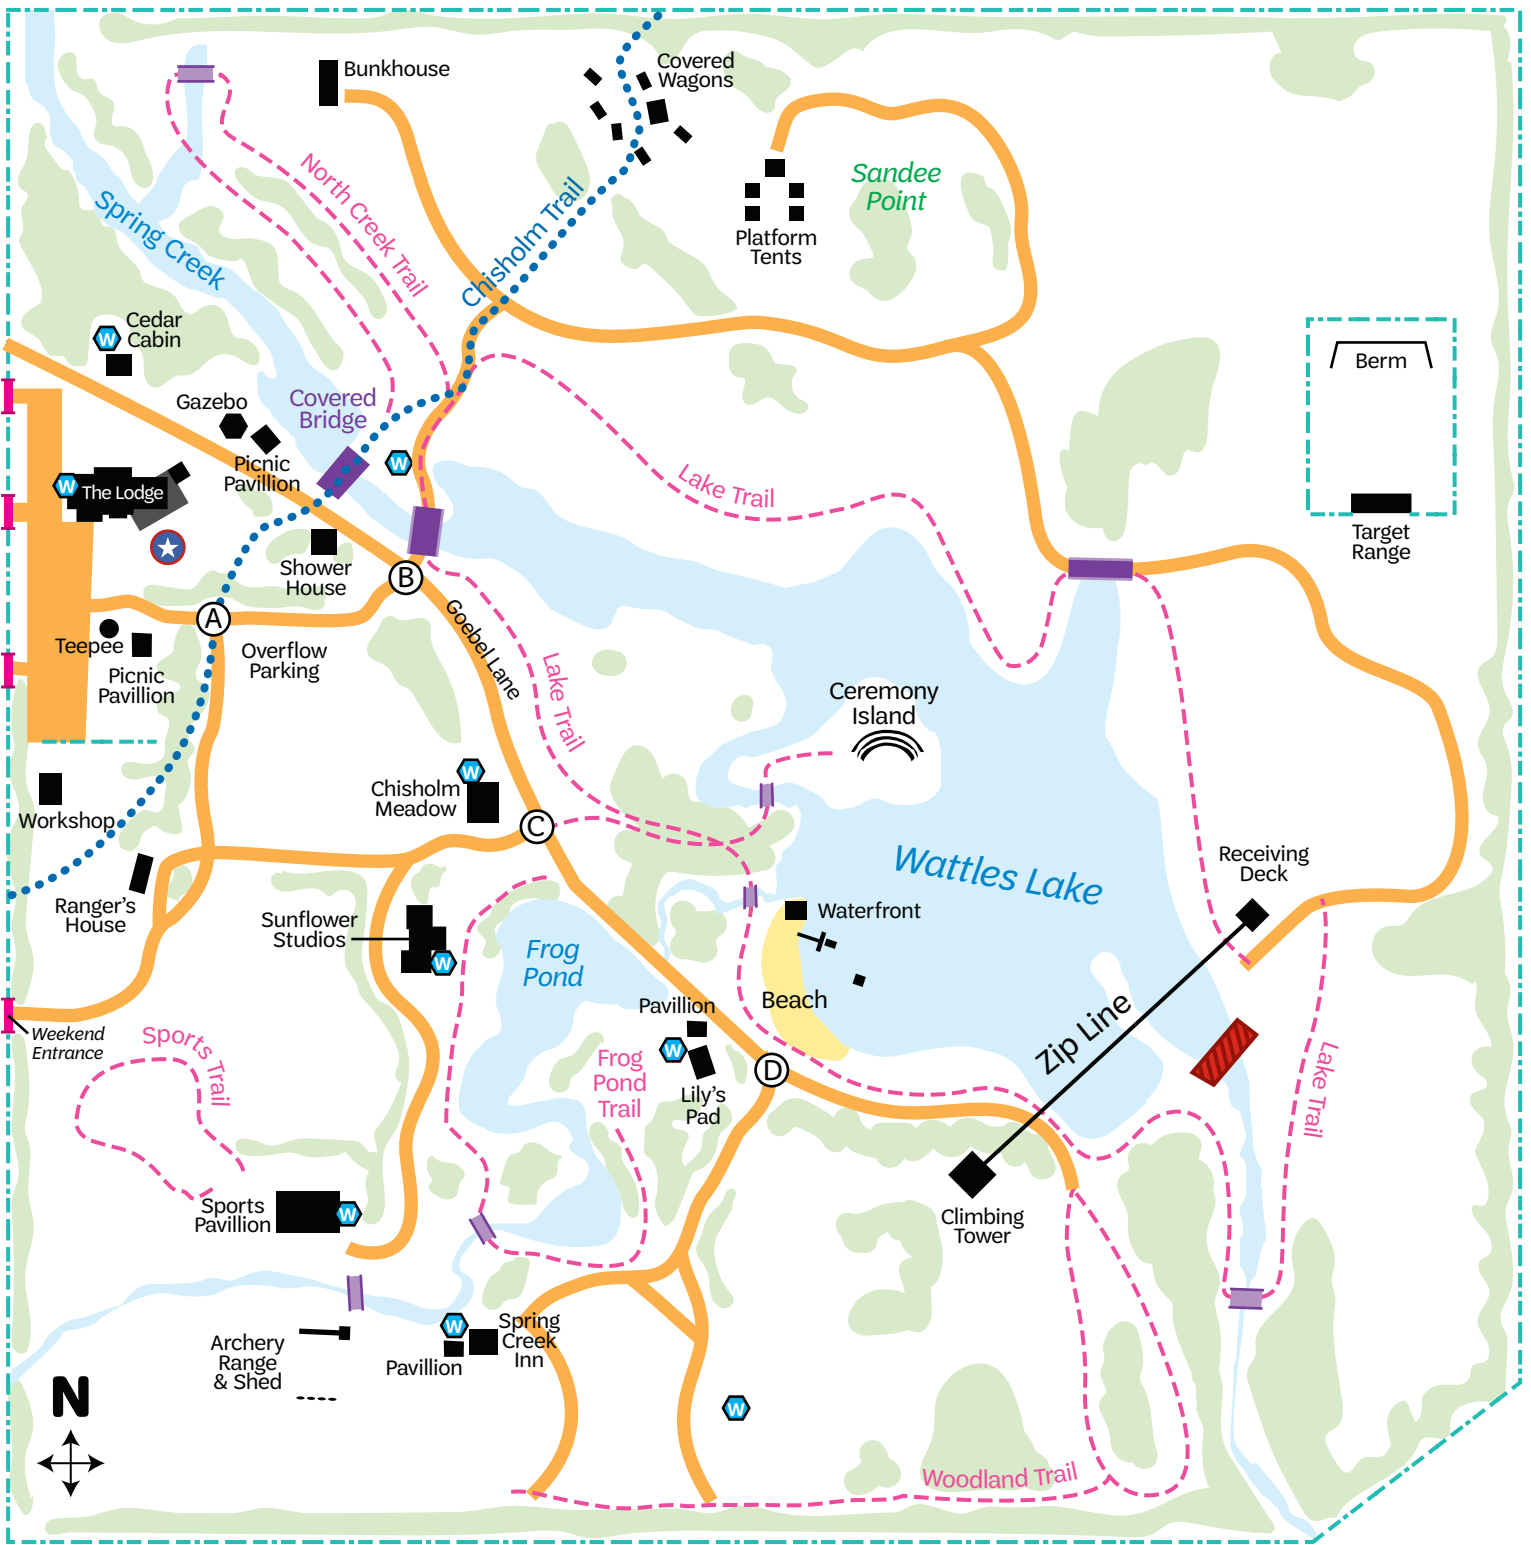 Bunkhouse
Covered
Wagons
North Creek Trail
Sandee
Point
Spring Creek
Chisholm Trail
Platform
Tents
W
Cedar
Cabin
Berm
Gazebo
Covered
Bridge
Picnic
Pavillion
W
Lake Trail
W
The Lodge
Target
Range
Shower
House
B
A
Goebel Lane
Teepee
Overflow
Parking
Picnic
Pavillion
Lake Trail
Ceremony
Island
W
Chisholm
Meadow
Workshop
C
Wattles Lake
Receiving
Deck
Ranger's
House
Sunflower
Studios
W
Waterfront
Frog
Pond
Beach
Pavillion
Zip Line
Weekend
Entrance
Sports Trail
W
Frog
Pond
Trail
D
Lily's
Pad
Lake Trail
Sports
Pavillion
W
Climbing
Tower
W
Spring
Creek
Inn
Pavillion
Archery
Range
& Shed
N
W
Woodland Trail